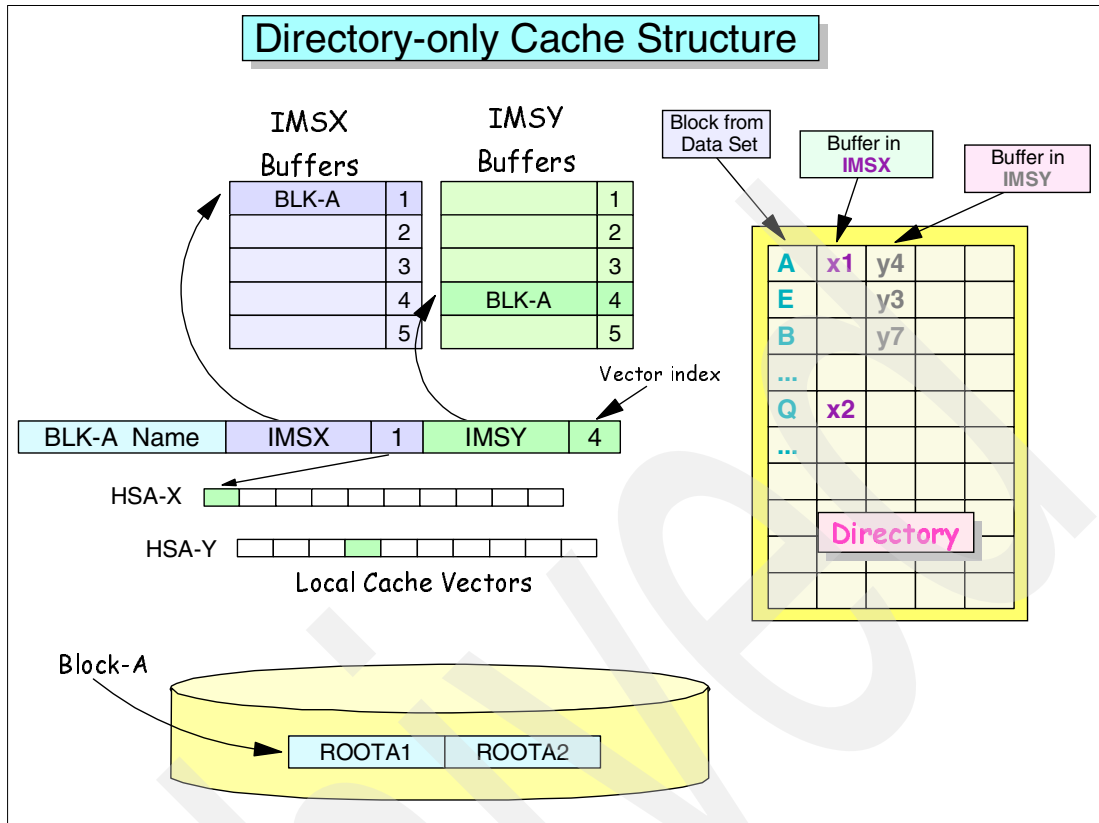 Directory-only Cache Structure
IMSX
Buffers
IMSY
Buffers
BLK-A 1
2
3
4
5
1
2
3
BLK-A 4
5
Block from
Data Set
Buffer in
IMSX
Buffer in
IMSY
A x1 y4
E y3
B y7
...
Q x2
...
Directory
Vector index
BLK-A Name IMSX 1 IMSY 4
HSA-X
HSA-Y
Local Cache Vectors
Block-A
ROOTA1 ROOTA2